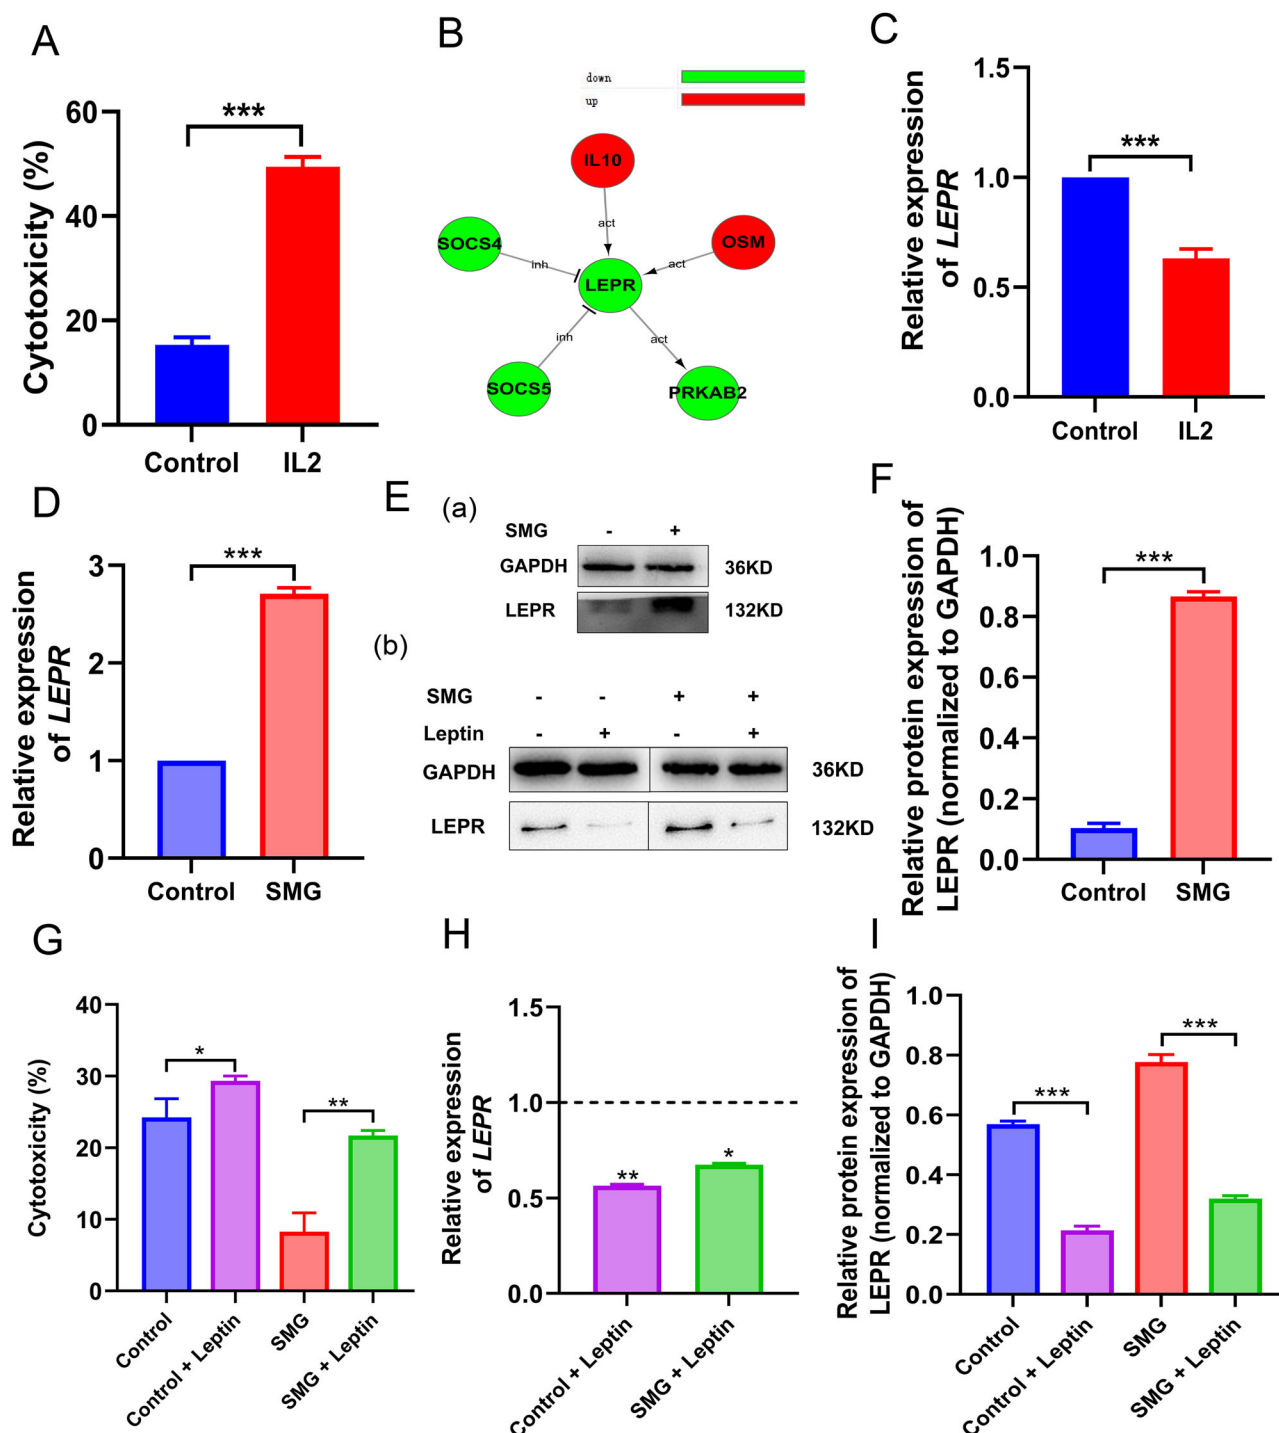 A
Cytotoxicity (%)
60
40
20
0
***
Control
IL2
B
down
up
IL10
act
SOCS4
inh
OSM
act
LEPR
inh
act
SOCS5
PRKAB2
C
Relative expression
of LEPR
1.5
1.0
0.5
0.0
***
Control
IL2
D
Relative expression
of LEPR
3
2
1
0
***
Control
SMG
E
(a)
SMG - +
GAPDH 36KD
LEPR 132KD
(b)
SMG - - + +
Leptin - + - +
GAPDH 36KD
LEPR 132KD
F
Relative protein expression of
LEPR (normalized to GAPDH)
1.0
0.8
0.6
0.4
0.2
0.0
***
Control
SMG
G
Cytotoxicity (%)
40
30
20
10
0
*
**
Control
Control + Leptin
SMG
SMG + Leptin
H
Relative expression
of LEPR
1.5
1.0
0.5
0.0
**
*
Control + Leptin
SMG + Leptin
I
Relative protein expression of
LEPR (normalized to GAPDH)
1.0
0.8
0.6
0.4
0.2
0.0
***
***
Control
Control + Leptin
SMG
SMG + Leptin